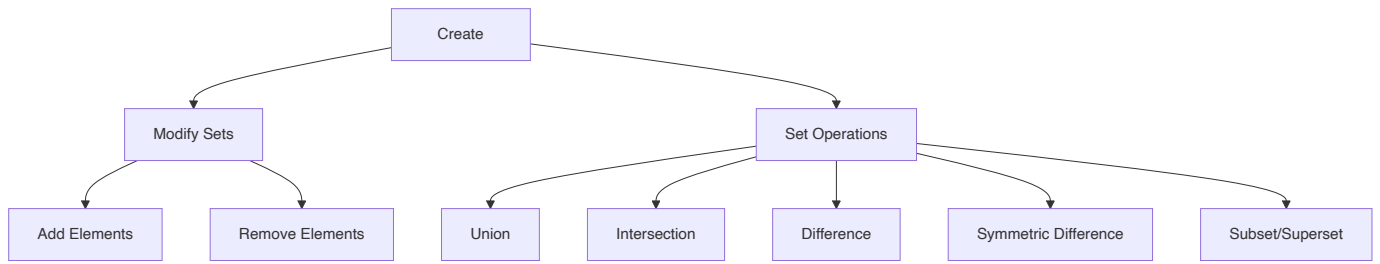 Create
Modify Sets
Set Operations
Add Elements
Remove Elements
Union
Intersection
Difference
Symmetric Difference
Subset/Superset